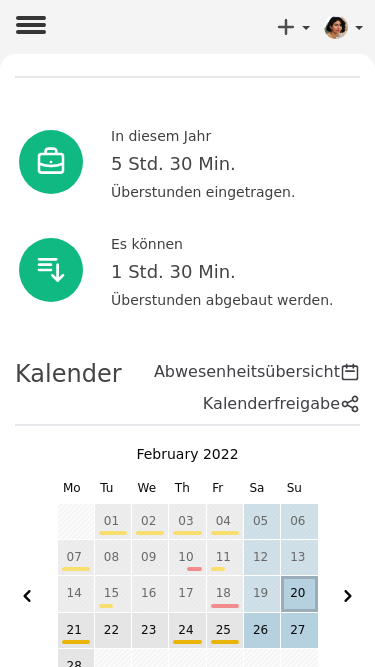 In diesem Jahr
5 Std. 30 Min.
Überstunden eingetragen.
Es können
1 Std. 30 Min.
Überstunden abgebaut werden.
Kalender
Abwesenheitsübersicht
Kalenderfreigabe
February 2022
Mo Tu We Th Fr Sa Su
01 02 03 04 05 06
07 08 09 10 11 12 13
14 15 16 17 18 19 20
21 22 23 24 25 26 27
28